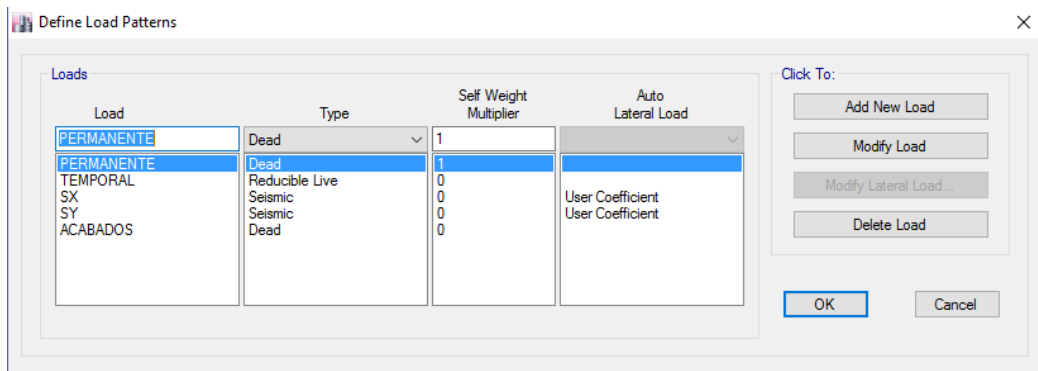 Define Load Patterns
Loads
Click To:
Load Type Self Weight Multiplier Auto Lateral Load
PERMANENTE Dead 1
PERMANENTE Dead 1
TEMPORAL Reducible Live 0
SX Seismic 0 User Coefficient
SY Seismic 0 User Coefficient
ACABADOS Dead 0
Add New Load
Modify Load
Modify Lateral Load...
Delete Load
OK Cancel